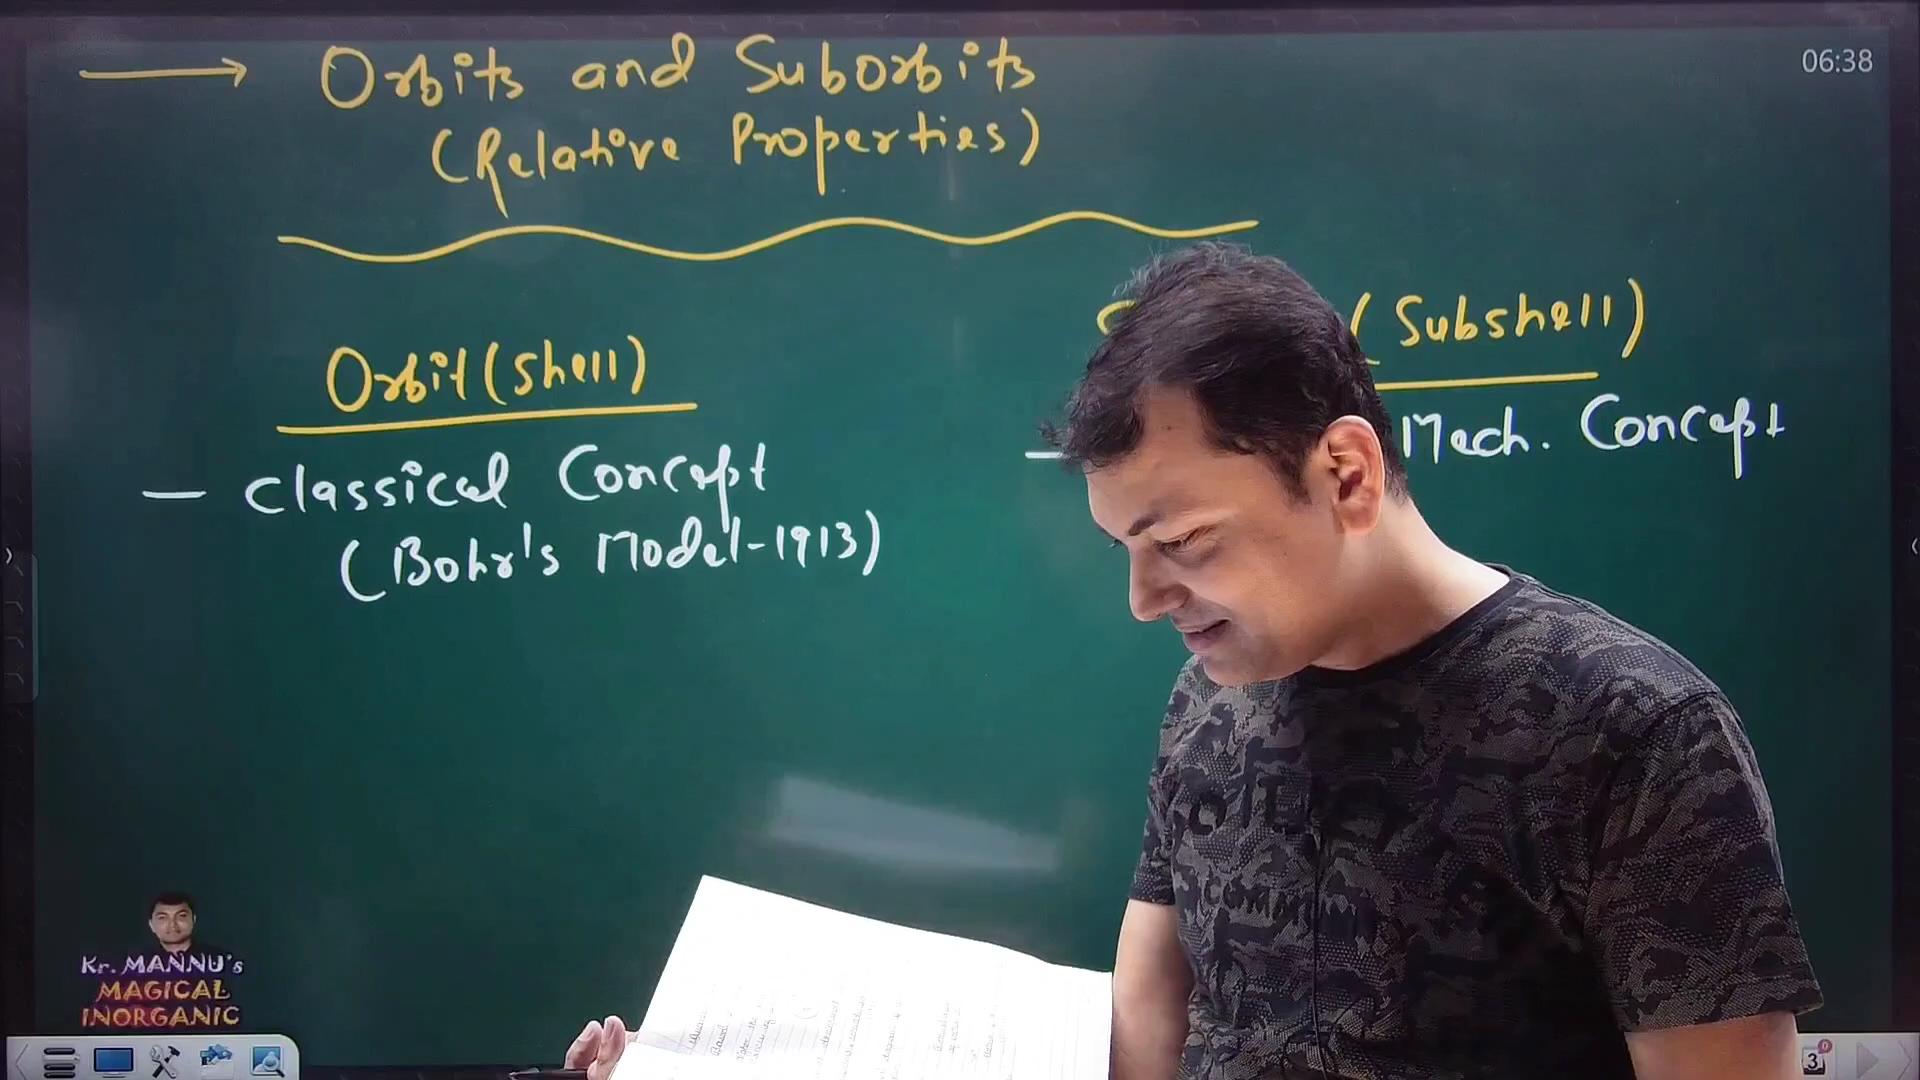 Orbits and Suborbits
06:38
(Relative Properties)
Orbit (Shell)
(Subshell)
— Classical Concept
Mech. Concept
(Bohr's Model-1913)
Kr. MANNU's
MAGICAL
INORGANIC
3